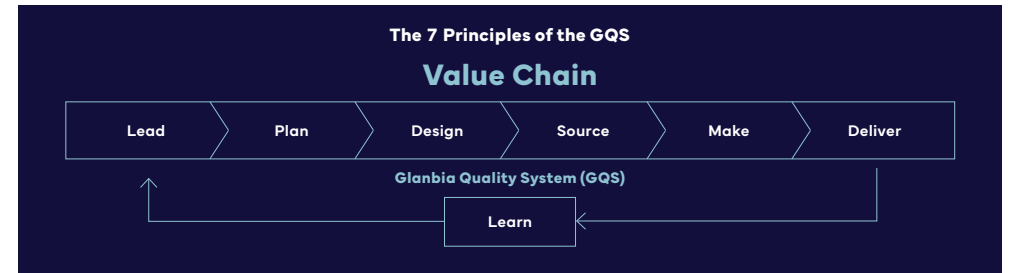 The 7 Principles of the GQS
Value Chain
Lead
Plan
Design
Source
Make
Deliver
Glanbia Quality System (GQS)
Learn